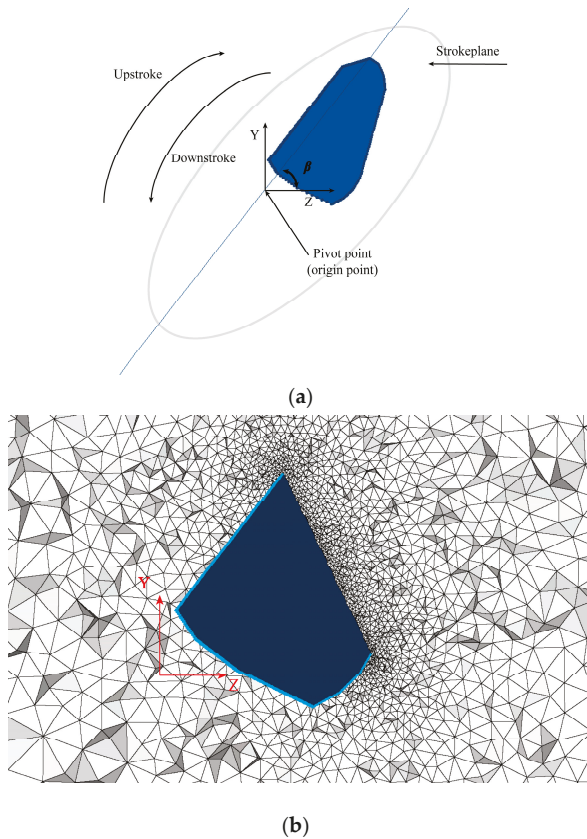 Strokeplane
Upstroke
Y
Downstroke
β
Z
Pivot point
(origin point)
(a)
Y
Z
(b)